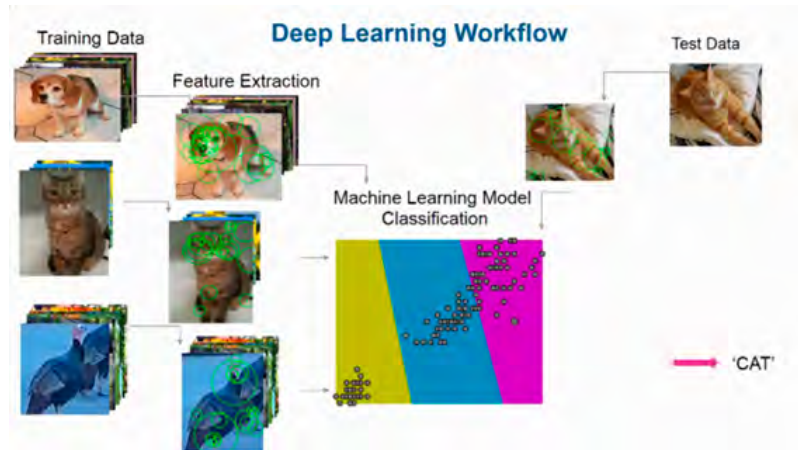 Deep Learning Workflow
Training Data
Test Data
Feature Extraction
Machine Learning Model
Classification
'CAT'